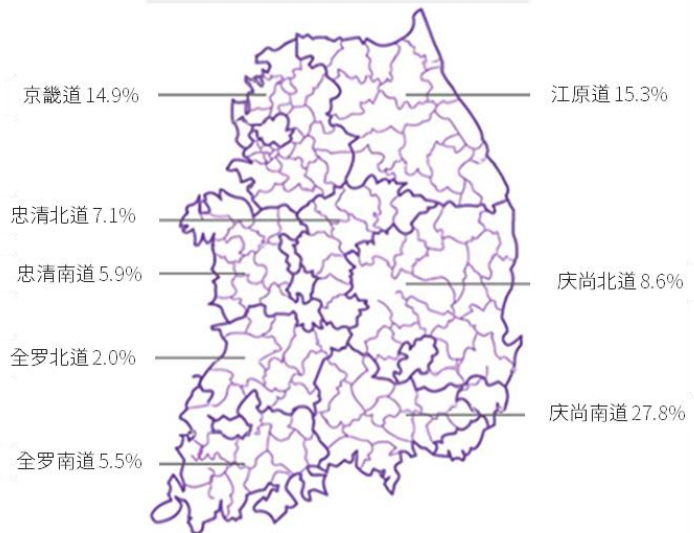 京畿道 14.9%
江原道 15.3%
忠清北道 7.1%
忠清南道 5.9%
庆尚北道 8.6%
全罗北道 2.0%
庆尚南道 27.8%
全罗南道 5.5%